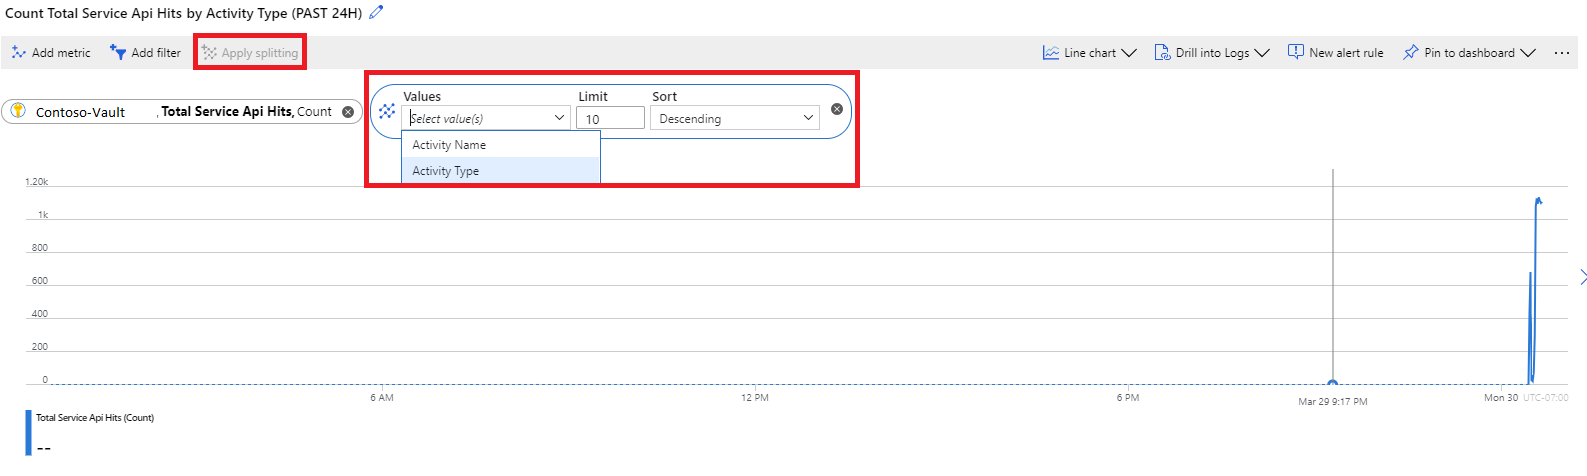 Count Total Service Api Hits by Activity Type (PAST 24H)
Add metric Add filter Apply splitting Line chart Drill into Logs New alert rule Pin to dashboard ...
Values Limit Sort
Contoso-Vault , Total Service Api Hits, Count Select value(s) 10 Descending
Activity Name
Activity Type
1.20k
1k
800
600
400
200
0
6 AM 12 PM 6 PM Mar 29 9:17 PM Mon 30 UTC-07:00
Total Service Api Hits (Count)
--